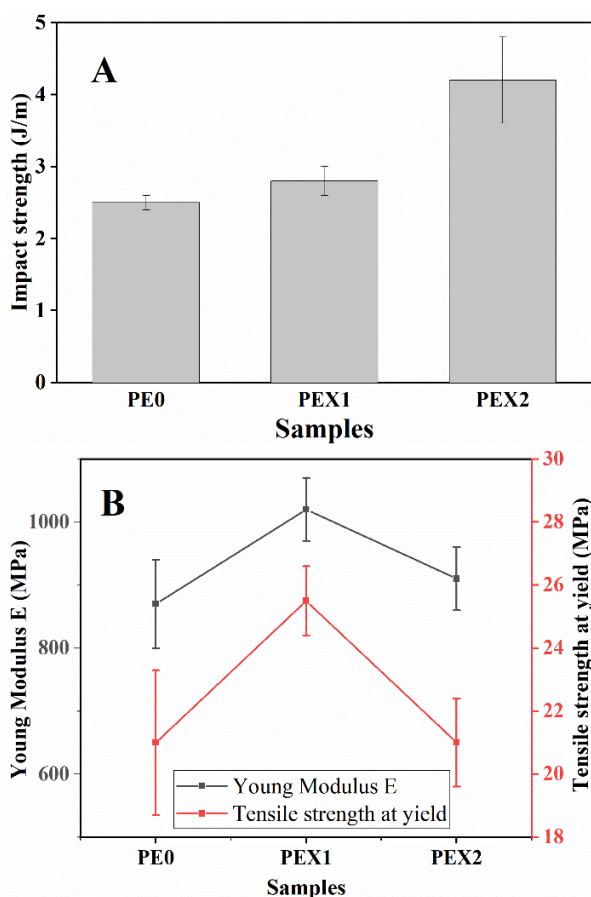 A
Impact strength (J/m)
5
4
3
2
1
0
PE0 PEX1 PEX2
Samples
B
Young Modulus E (MPa)
1000
800
600
Tensile strength at yield (MPa)
30
28
26
24
22
20
18
Young Modulus E
Tensile strength at yield
PE0 PEX1 PEX2
Samples